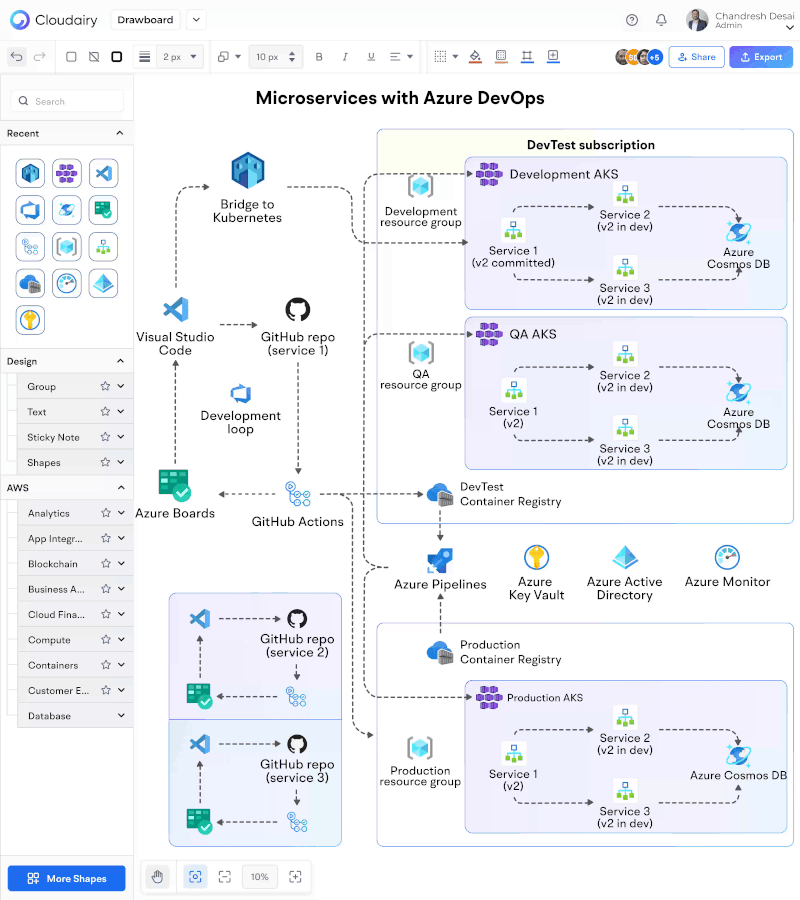 Cloudairy
Drawboard
Chandresh Desai
Admin
2 px
10 px
B
I
U
+5
Share
Export
Search
Recent
Design
Group
Text
Sticky Note
Shapes
AWS
Analytics
App Integr...
Blockchain
Business A...
Cloud Fina...
Compute
Containers
Customer E...
Database
More Shapes
10%
Microservices with Azure DevOps
Bridge to
Kubernetes
Visual Studio
Code
GitHub repo
(service 1)
Development
loop
Azure Boards
GitHub Actions
DevTest subscription
Development
resource group
Development AKS
Service 1
(v2 committed)
Service 2
(v2 in dev)
Service 3
(v2 in dev)
Azure
Cosmos DB
QA
resource group
QA AKS
Service 1
(v2)
Service 2
(v2 in dev)
Service 3
(v2 in dev)
Azure
Cosmos DB
DevTest
Container Registry
Azure Pipelines
Azure
Key Vault
Azure Active
Directory
Azure Monitor
GitHub repo
(service 2)
GitHub repo
(service 3)
Production
Container Registry
Production
resource group
Production AKS
Service 1
(v2)
Service 2
(v2 in dev)
Service 3
(v2 in dev)
Azure Cosmos DB